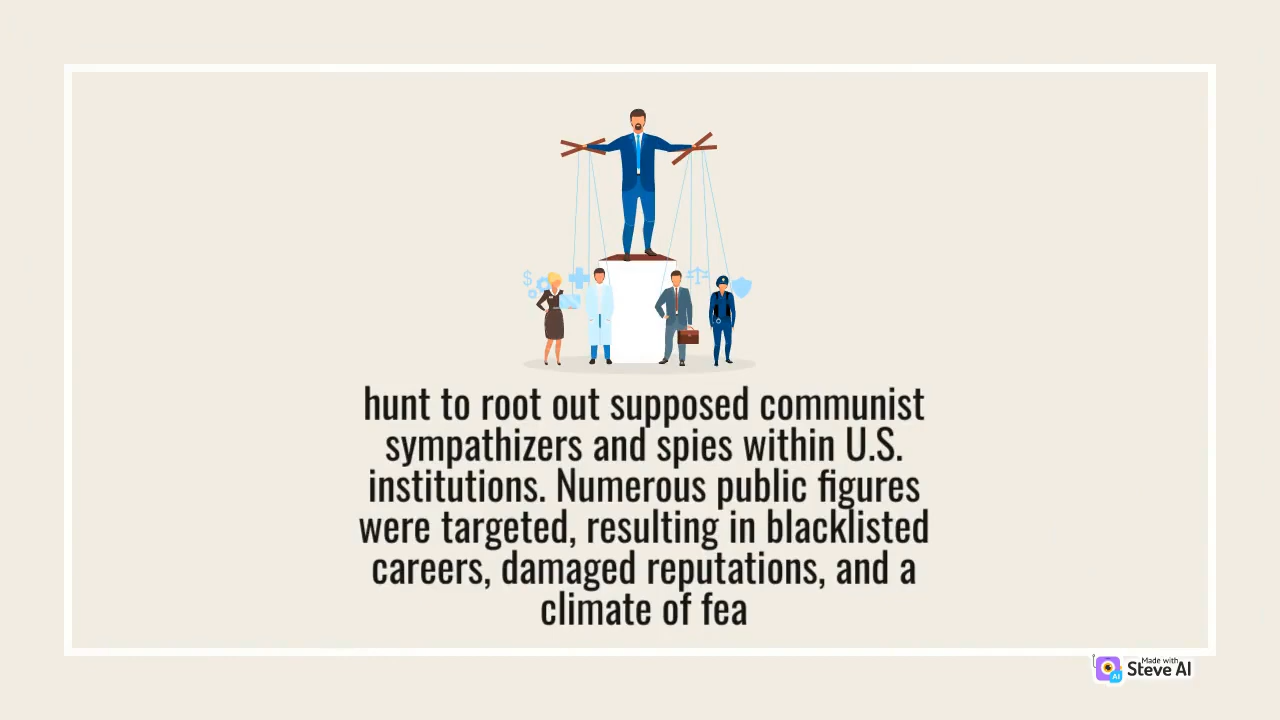 hunt to root out supposed communist
sympathizers and spies within U.S.
institutions. Numerous public figures
were targeted, resulting in blacklisted
careers, damaged reputations, and a
climate of fea
Made with
Steve AI
AI
$